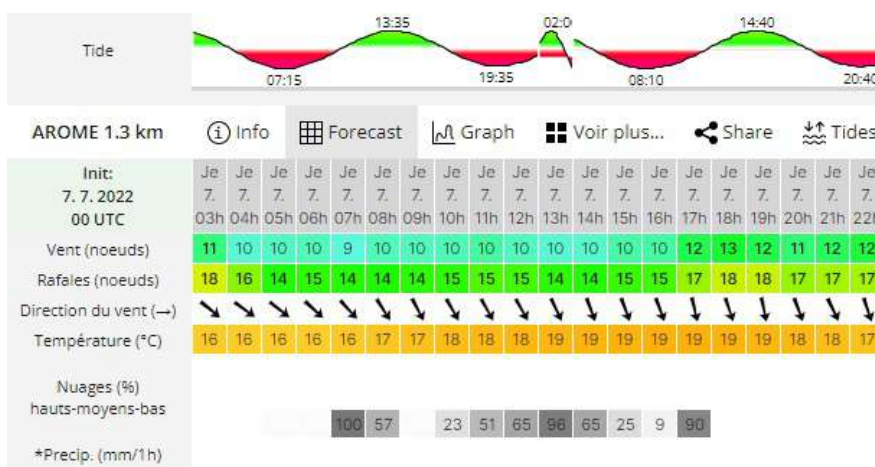 13:35 02:0 14:40
Tide
07:15 19:35 08:10 20:40
AROME 1.3 km Info Forecast Graph Voir plus... Share Tides
Init: Je Je Je Je Je Je Je Je Je Je Je Je Je Je Je Je Je Je Je Je
7. 7. 2022 7. 7. 7. 7. 7. 7. 7. 7. 7. 7. 7. 7. 7. 7. 7. 7. 7. 7. 7. 7.
00 UTC 03h 04h 05h 06h 07h 08h 09h 10h 11h 12h 13h 14h 15h 16h 17h 18h 19h 20h 21h 22h
Vent (noeuds) 11 10 10 10 9 10 10 10 10 10 10 10 10 10 12 13 12 11 12 12
Rafales (noeuds) 18 16 14 15 14 14 14 15 15 15 14 14 15 15 17 18 18 17 17 17
Direction du vent (→)
Température (°C) 16 16 16 16 16 17 17 18 18 18 19 19 19 19 19 19 19 18 18 17
Nuages (%)
hauts-moyens-bas
100 57 23 51 65 96 65 25 9 90
*Precip. (mm/1h)